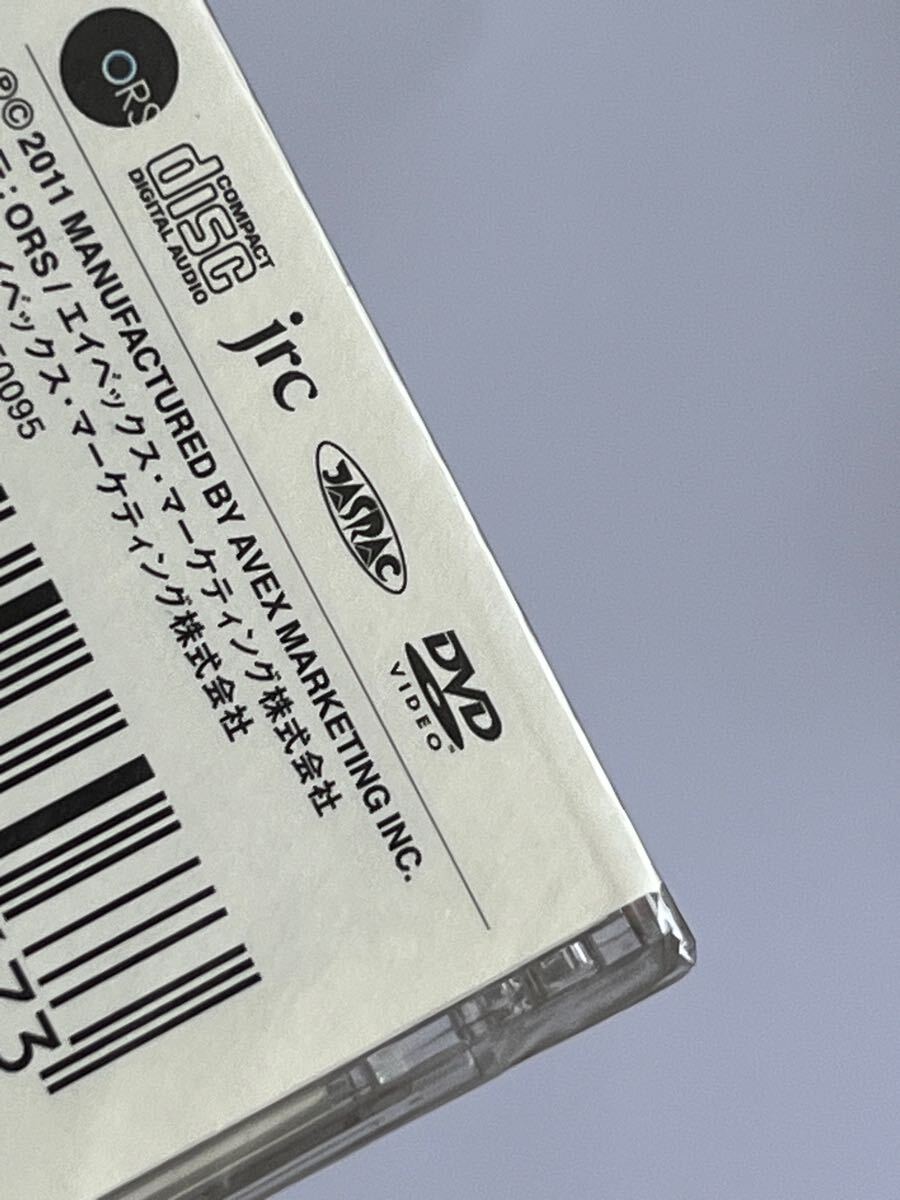 ORS
COMPACT
disc
DIGITAL AUDIO
jrc
JASRAC
DVD
VIDEO
℗© 2011 MANUFACTURED BY AVEX MARKETING INC.
: ORS / エイベックス・マーケティング株式会社
イベックス・マーケティング株式会社
0095
73